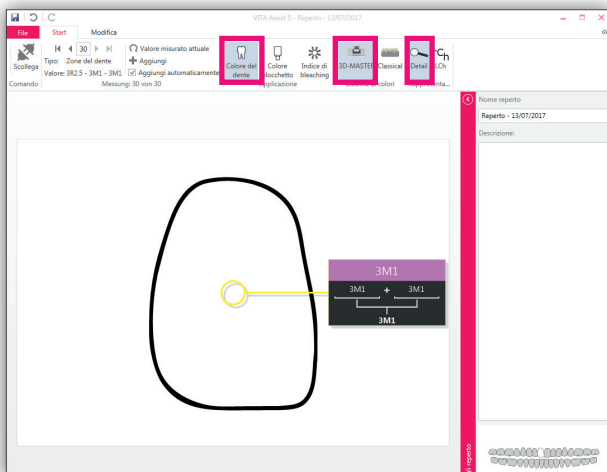 VITA Assist 5 - Reperto - 13/07/2017
File Start Modifica
Scollega
30
Tipo: Zone del dente
Valore: 3R2.5 - 3M1 - 3M1
Valore misurato attuale
Aggiungi
Aggiungi automaticamente
Colore del
dente
Colore
blocchetto
Indice di
bleaching
3D-MASTER
Classical
Detail
LCh
Comando
Messung: 30 von 30
Applicazione
Rappresenta...
Nome reperto
Reperto - 13/07/2017
Descrizione:
3M1
3M1 + 3M1
3M1